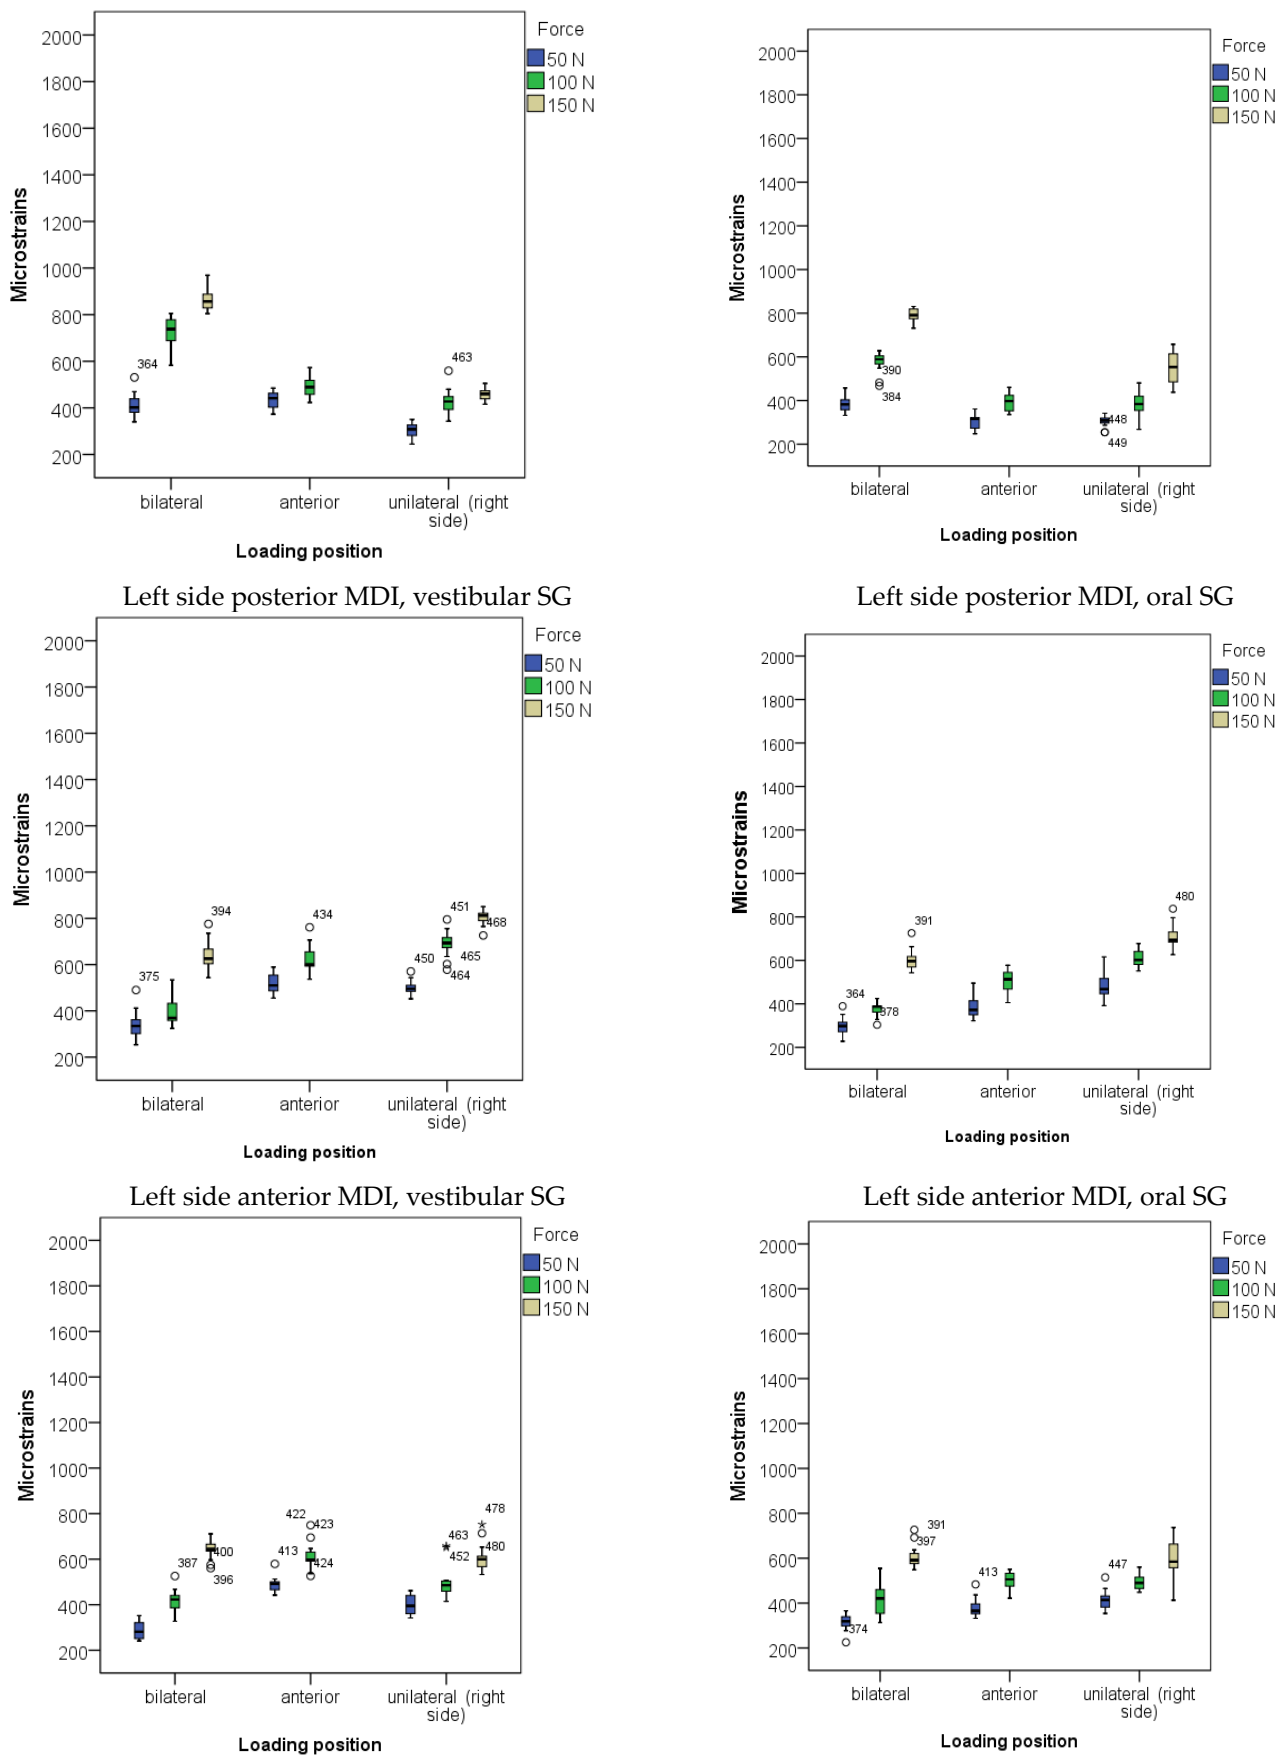 Force
50 N
100 N
150 N
2000
1800
1600
1400
1200
1000
800
600
400
200
Microstrains
364
463
bilateral
anterior
unilateral (right
side)
Loading position
Force
50 N
100 N
150 N
2000
1800
1600
1400
1200
1000
800
600
400
200
Microstrains
390
384
448
449
bilateral
anterior
unilateral (right
side)
Loading position
Left side posterior MDI, vestibular SG
Left side posterior MDI, oral SG
Force
50 N
100 N
150 N
2000
1800
1600
1400
1200
1000
800
600
400
200
Microstrains
375
394
434
450
451
465
464
468
bilateral
anterior
unilateral (right
side)
Loading position
Force
50 N
100 N
150 N
2000
1800
1600
1400
1200
1000
800
600
400
200
Microstrains
364
378
391
480
bilateral
anterior
unilateral (right
side)
Loading position
Left side anterior MDI, vestibular SG
Left side anterior MDI, oral SG
Force
50 N
100 N
150 N
2000
1800
1600
1400
1200
1000
800
600
400
200
Microstrains
387
400
396
413
422
423
424
463
452
478
480
bilateral
anterior
unilateral (right
side)
Loading position
Force
50 N
100 N
150 N
2000
1800
1600
1400
1200
1000
800
600
400
200
Microstrains
374
391
397
413
447
bilateral
anterior
unilateral (right
side)
Loading position